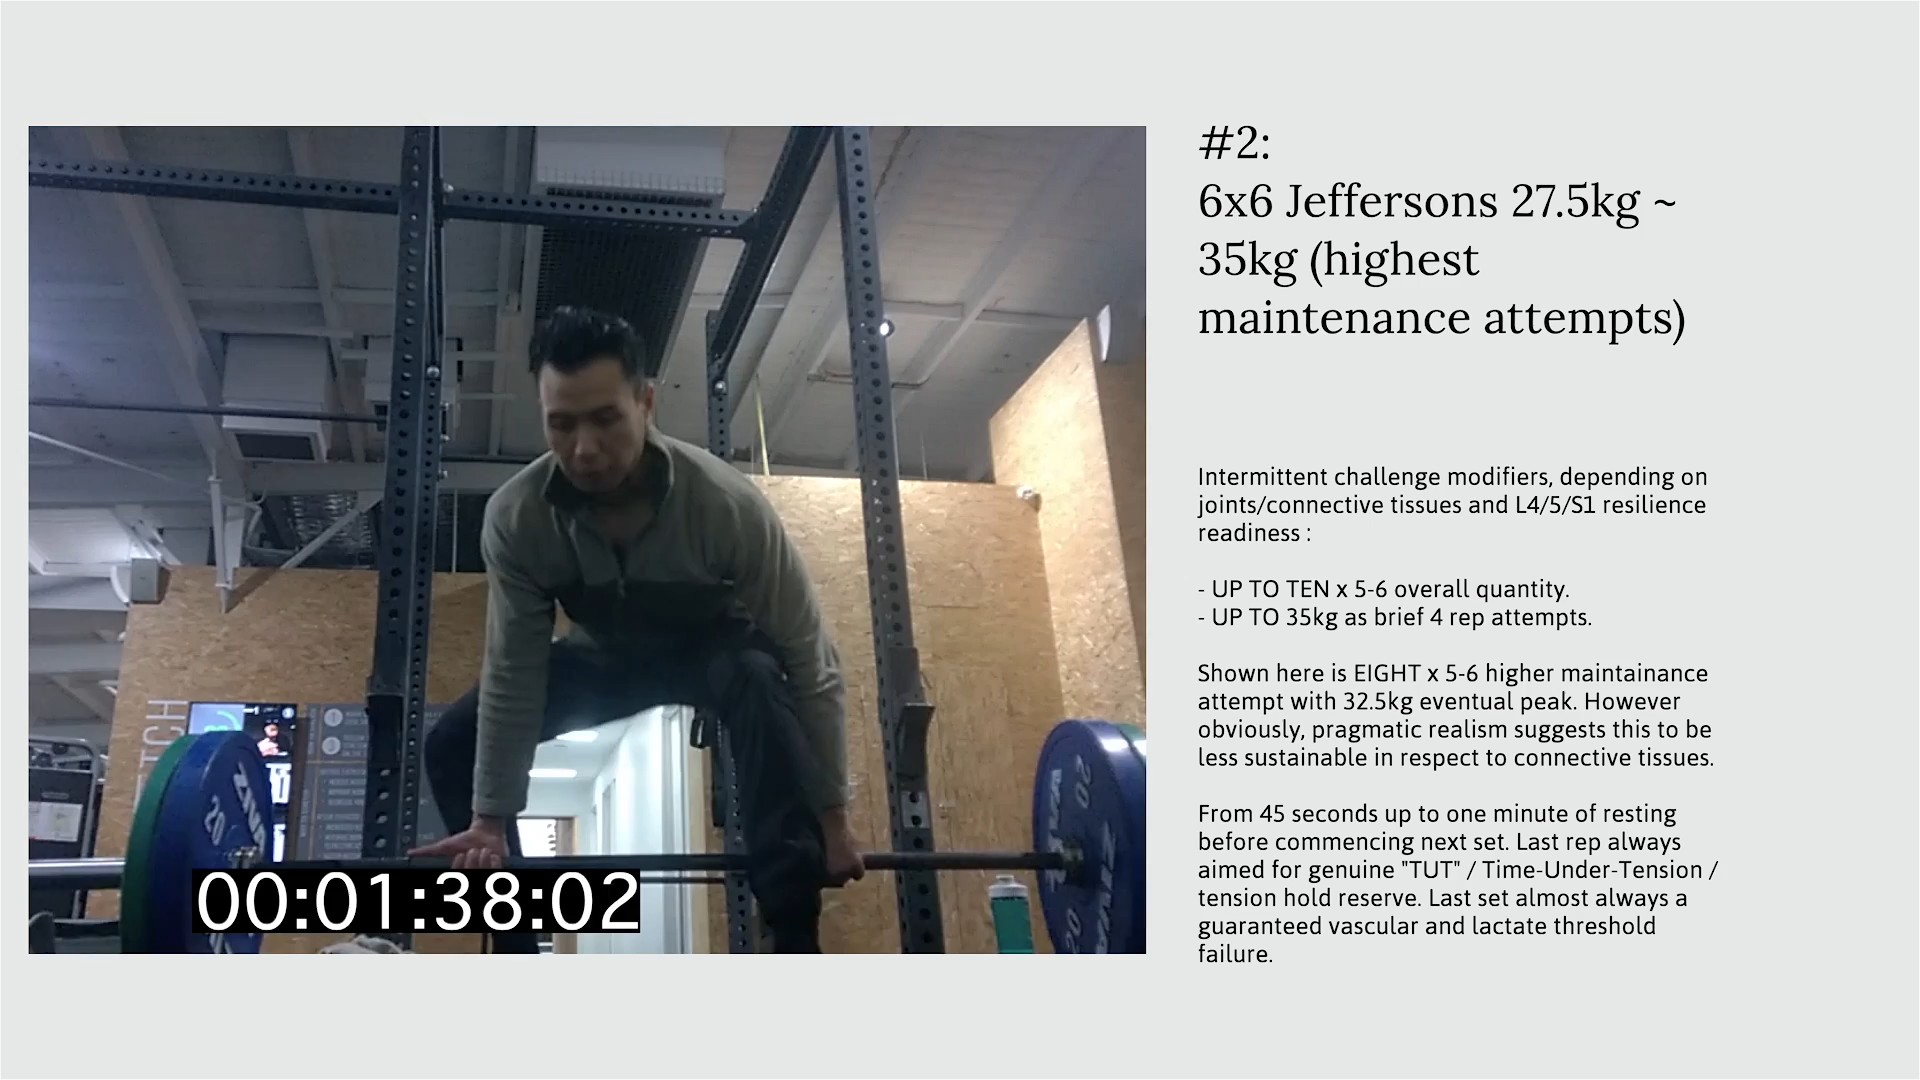 #2:
6x6 Jeffersons 27.5kg ~
35kg (highest
maintenance attempts)
Intermittent challenge modifiers, depending on
joints/connective tissues and L4/5/S1 resilience
readiness :
- UP TO TEN x 5-6 overall quantity.
- UP TO 35kg as brief 4 rep attempts.
Shown here is EIGHT x 5-6 higher maintainance
attempt with 32.5kg eventual peak. However
obviously, pragmatic realism suggests this to be
less sustainable in respect to connective tissues.
From 45 seconds up to one minute of resting
before commencing next set. Last rep always
aimed for genuine "TUT" / Time-Under-Tension /
tension hold reserve. Last set almost always a
guaranteed vascular and lactate threshold
failure.
00:01:38:02
20
ZIVA
20
ZIVA